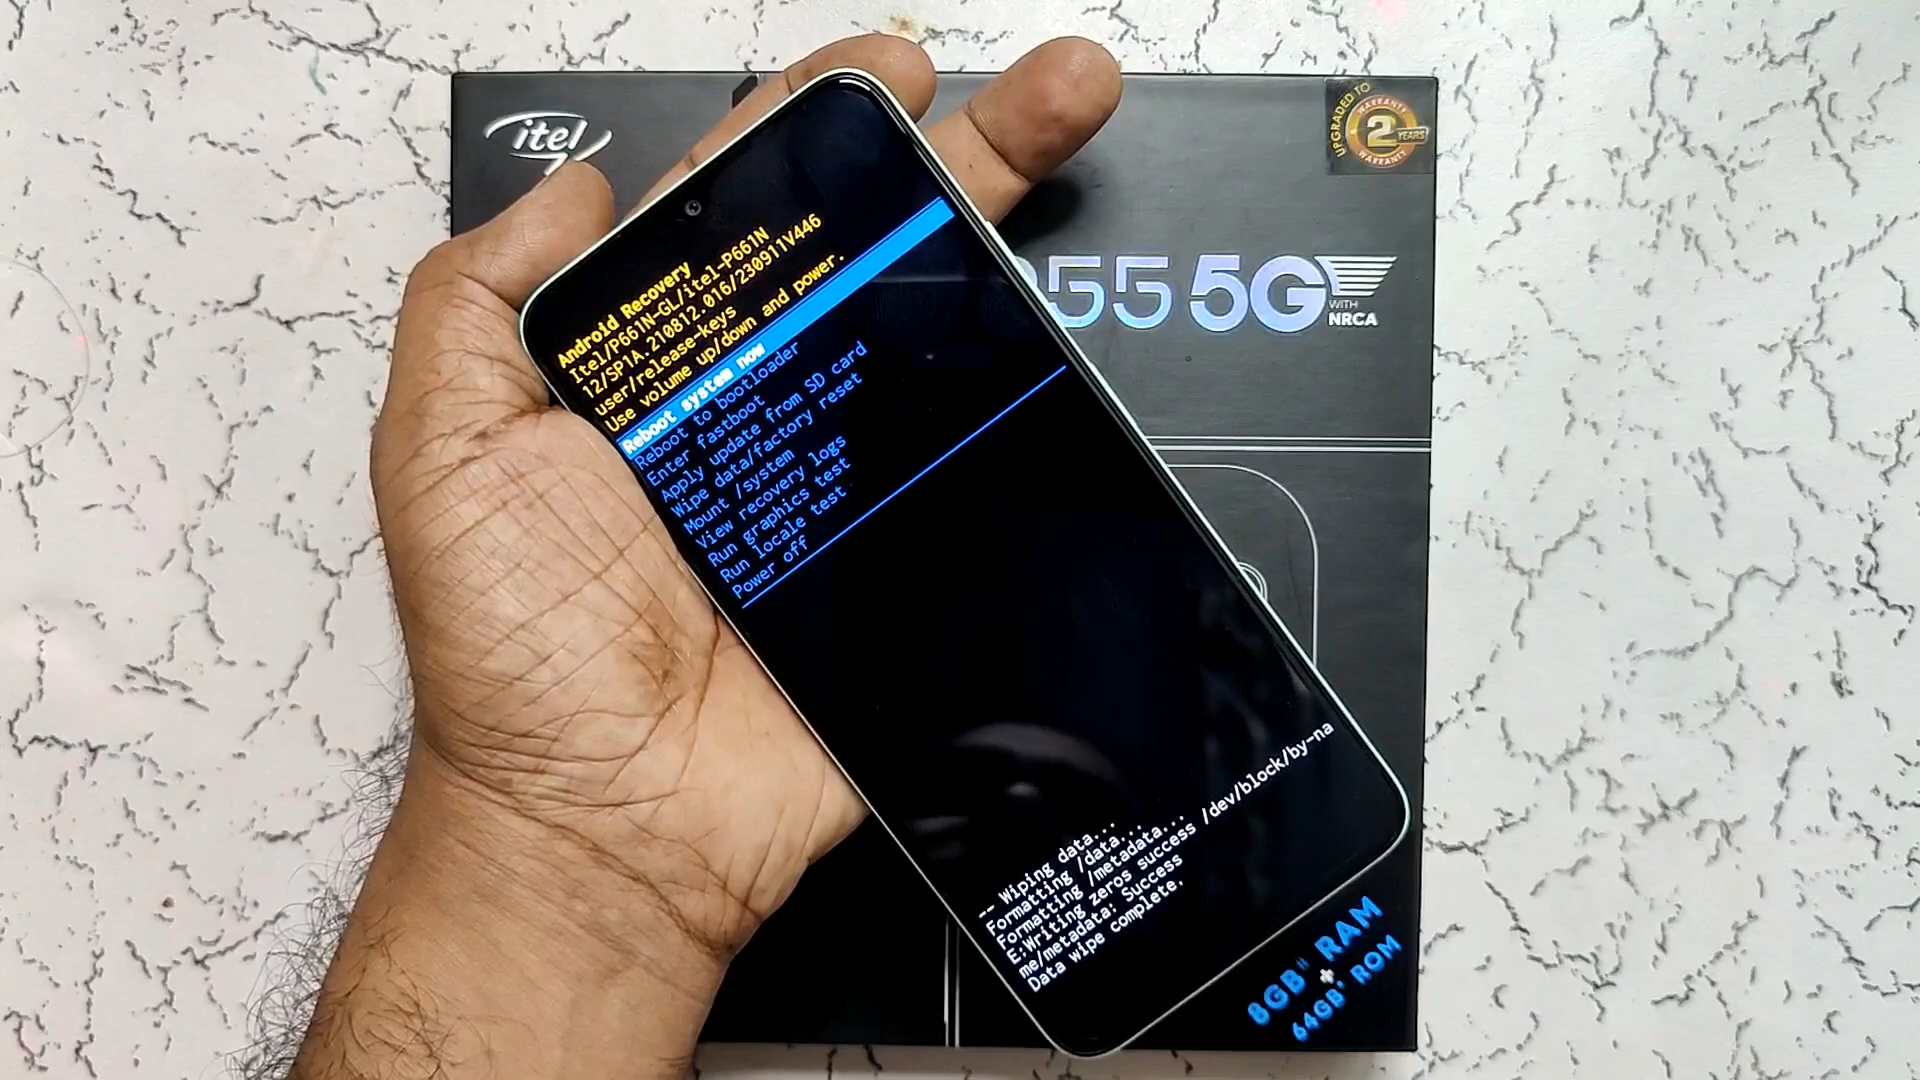 itel
UPGRADED TO
WARRANTY
2 YEARS
WARRANTY
55 5G
WITH
NRCA
Android Recovery
Itel/P661N-GL/itel-P661N
12/SP1A.210812.016/230911V446
user/release-keys
Use volume up/down and power.
Reboot system now
Reboot to bootloader
Enter fastboot
Apply update from SD card
Wipe data/factory reset
Mount /system
View recovery logs
Run graphics test
Run locale test
Power off
-- Wiping data...
Formatting /data...
Formatting /metadata...
E:Writing zeros success /dev/block/by-na
me/metadata: Success
Data wipe complete.
8GB# RAM
+
64GB* ROM